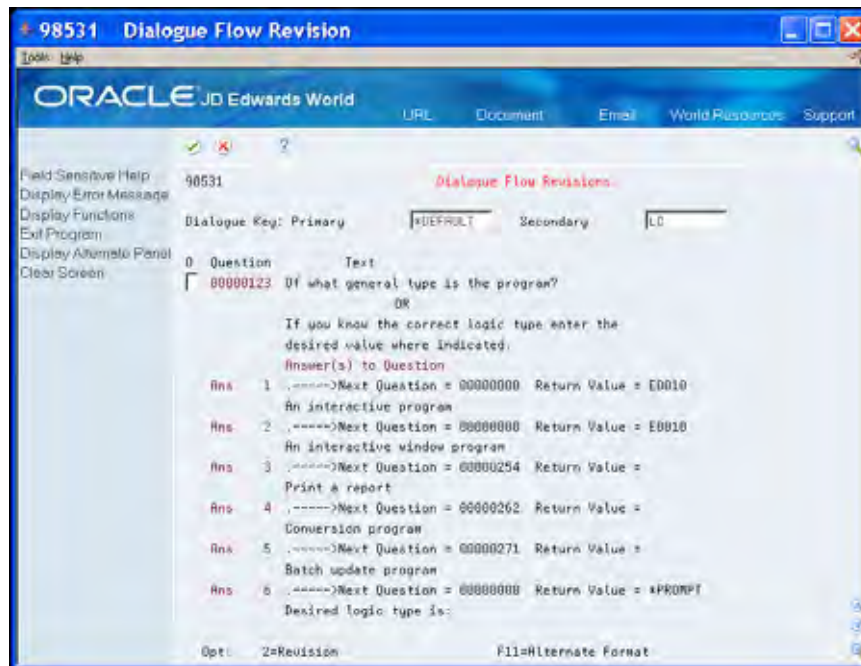 98531 Dialogue Flow Revision
Tools Help
ORACLE JD Edwards World
URL Document Email World Resources Support
Field Sensitive Help
Display Error Message
Display Functions
Exit Program
Display Alternate Panel
Clear Screen
?
98531 Dialogue Flow Revisions
Dialogue Key: Primary *DEFAULT Secondary LC
O Question Text
00000123 Of what general type is the program?
OR
If you know the correct logic type enter the
desired value where indicated.
Answer(s) to Question
Ans 1 .----->Next Question = 00000000 Return Value = E0010
An interactive program
Ans 2 .----->Next Question = 00000000 Return Value = E0010
An interactive window program
Ans 3 .----->Next Question = 00000254 Return Value =
Print a report
Ans 4 .----->Next Question = 00000262 Return Value =
Conversion program
Ans 5 .----->Next Question = 00000271 Return Value =
Batch update program
Ans 6 .----->Next Question = 00000000 Return Value = *PROMPT
Desired logic type is:
Opt: 2=Revision F11=Alternate Format